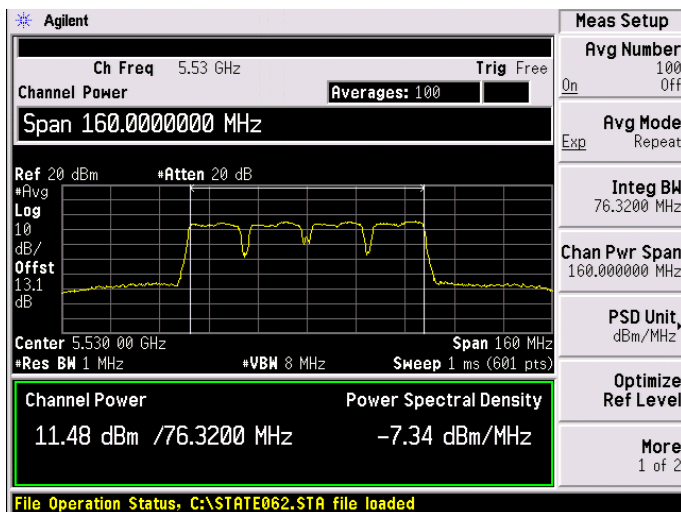 Agilent
Meas Setup
Ch Freq 5.53 GHz
Trig Free
Channel Power
Averages: 100
Span 160.0000000 MHz
Ref 20 dBm
#Atten 20 dB
#Avg
Log
10
dB/
Offst
13.1
dB
Center 5.530 00 GHz
Span 160 MHz
#Res BW 1 MHz
#VBW 8 MHz
Sweep 1 ms (601 pts)
Channel Power
Power Spectral Density
11.48 dBm /76.3200 MHz
-7.34 dBm/MHz
File Operation Status, C:\STATE062.STA file loaded
Avg Number
100
On Off
Avg Mode
Exp Repeat
Integ BW
76.3200 MHz
Chan Pwr Span
160.000000 MHz
PSD Unit
dBm/MHz
Optimize
Ref Level
More
1 of 2